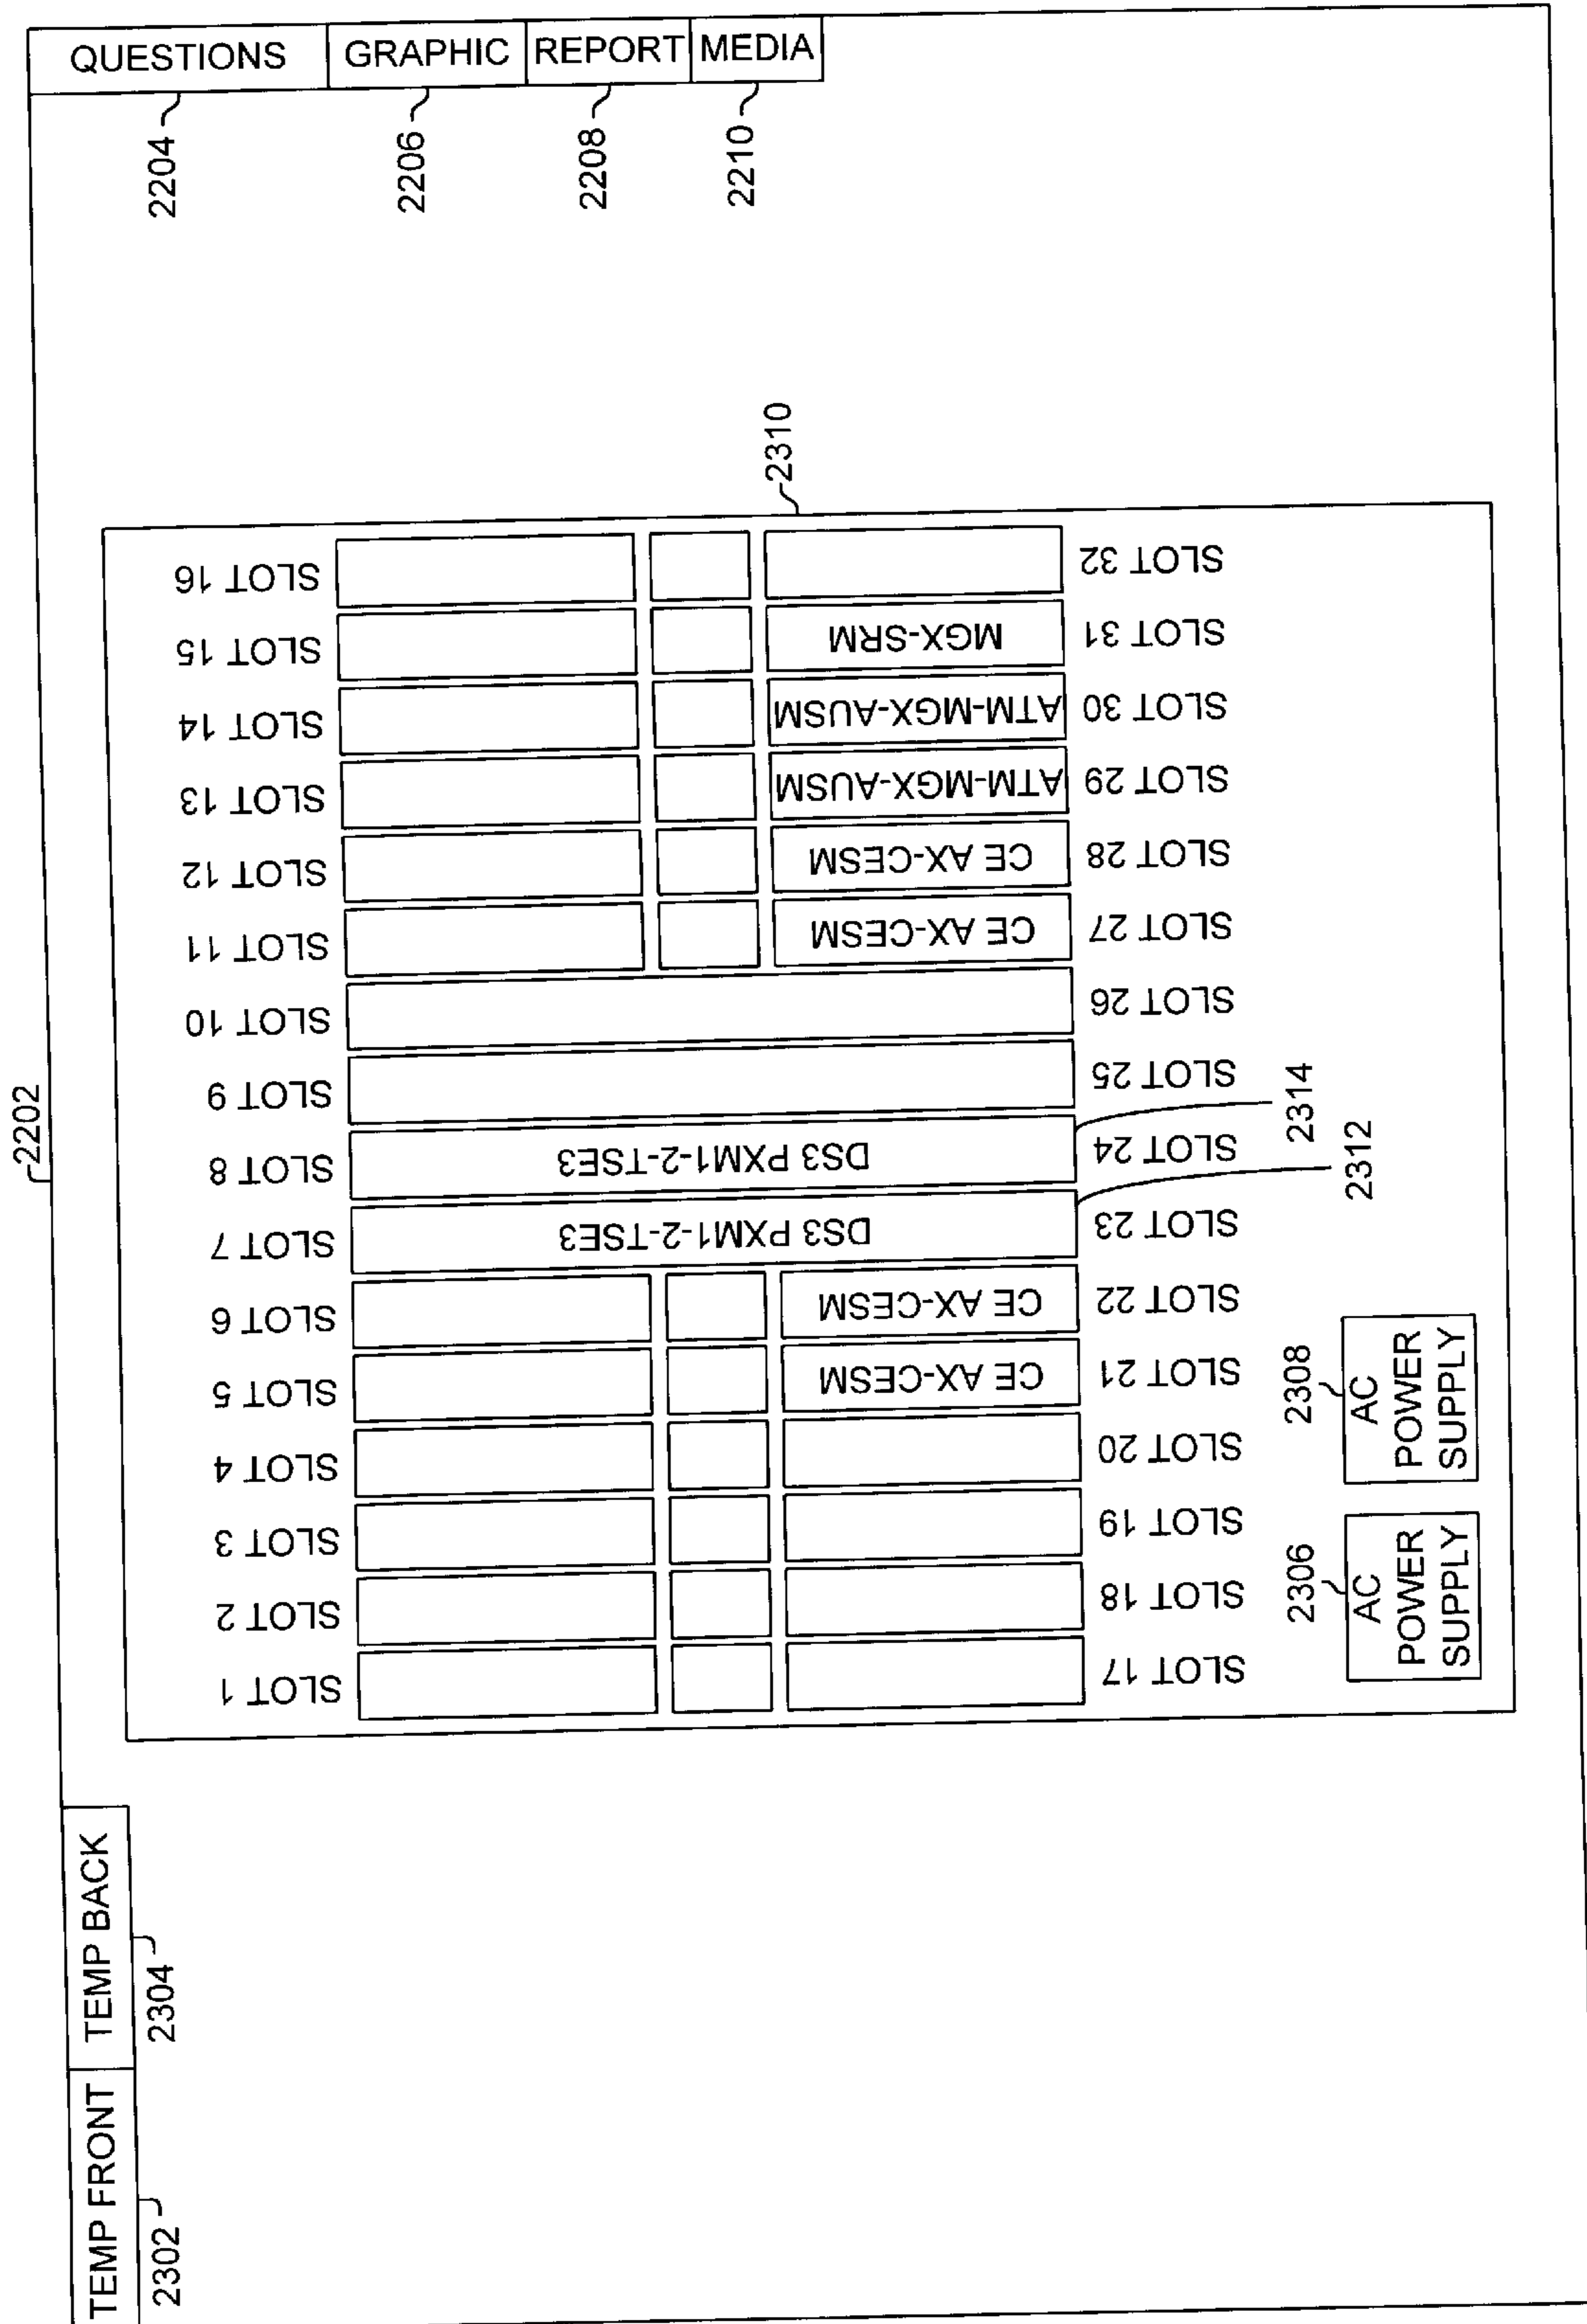 QUESTIONS
GRAPHIC
REPORT
MEDIA
2204
2206
2208
2210
2202
TEMP FRONT
TEMP BACK
2302
2304
2310
SLOT 1
SLOT 2
SLOT 3
SLOT 4
SLOT 5
SLOT 6
SLOT 7
SLOT 8
SLOT 9
SLOT 10
SLOT 11
SLOT 12
SLOT 13
SLOT 14
SLOT 15
SLOT 16
CE AX-CESM
CE AX-CESM
DS3 PXM1-2-TSE3
DS3 PXM1-2-TSE3
CE AX-CESM
CE AX-CESM
ATM-MGX-AUSM
ATM-MGX-AUSM
MGX-SRM
SLOT 17
SLOT 18
SLOT 19
SLOT 20
SLOT 21
SLOT 22
SLOT 23
SLOT 24
SLOT 25
SLOT 26
SLOT 27
SLOT 28
SLOT 29
SLOT 30
SLOT 31
SLOT 32
2306
AC
POWER
SUPPLY
2308
AC
POWER
SUPPLY
2312
2314